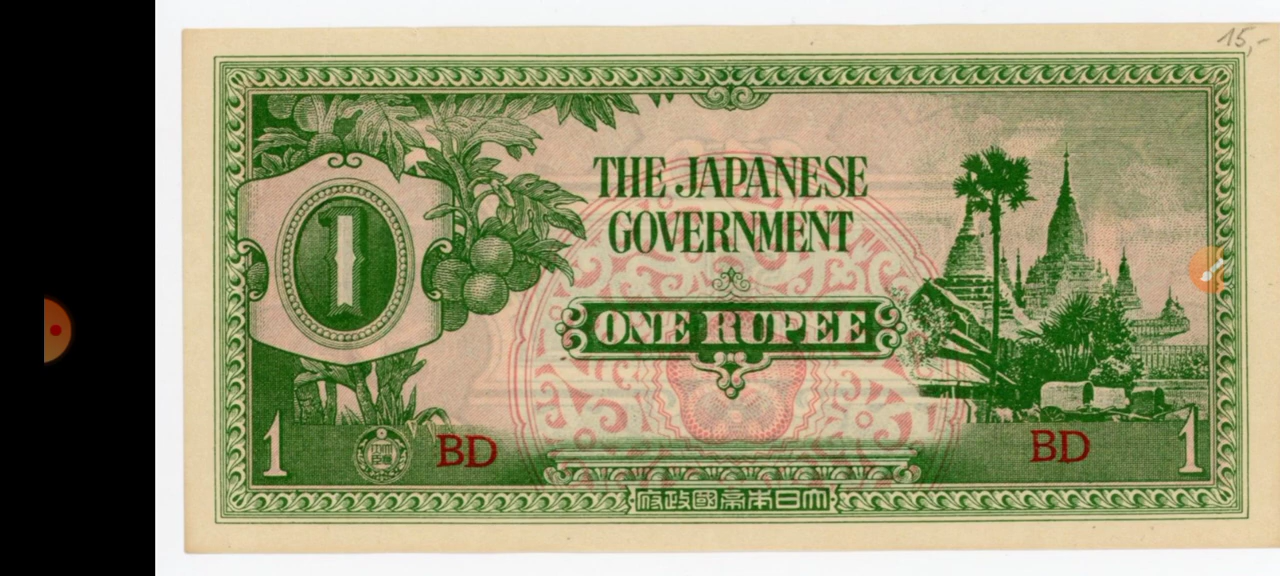 15,-
1
THE JAPANESE
GOVERNMENT
ONE RUPEE
1
BD
BD
1
大日本帝國政府